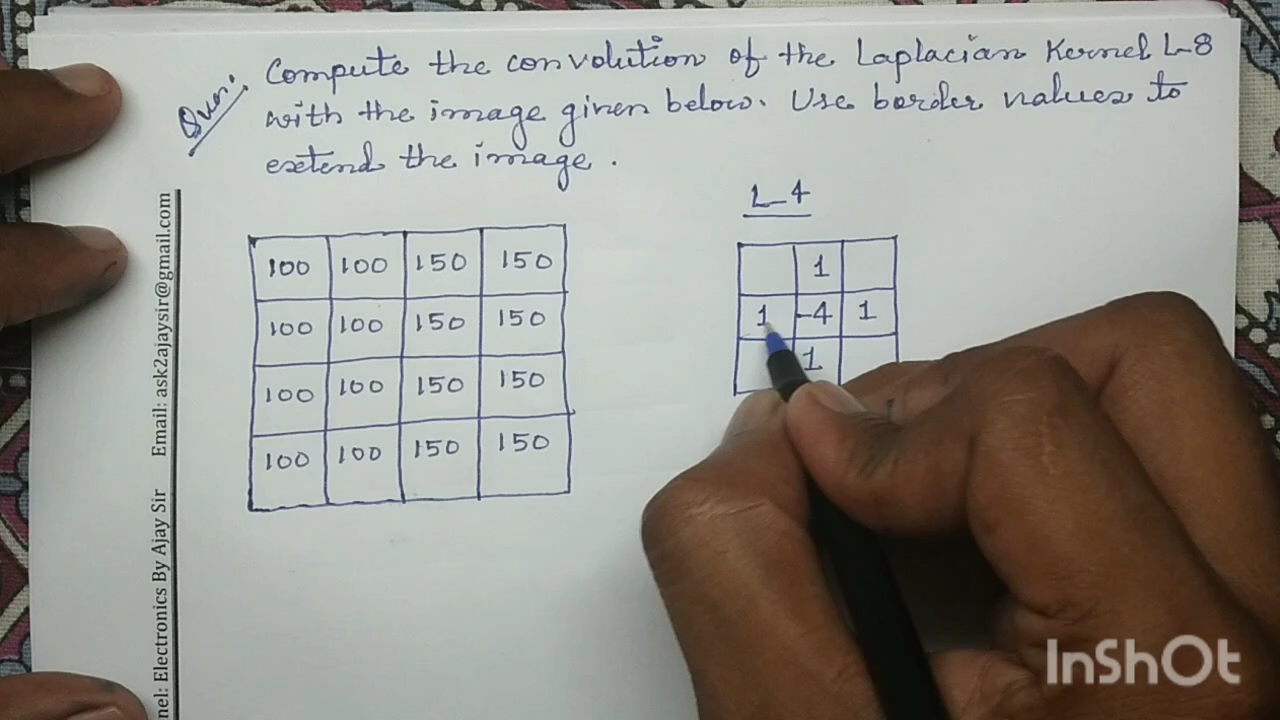 Ques: Compute the convolution of the Laplacian Kernel L-8
with the image given below. Use border values to
extend the image.
L-4
100 100 150 150
100 100 150 150
100 100 150 150
100 100 150 150
1
1 -4 1
1
nel: Electronics By Ajay Sir Email: ask2ajaysir@gmail.com
InShOt